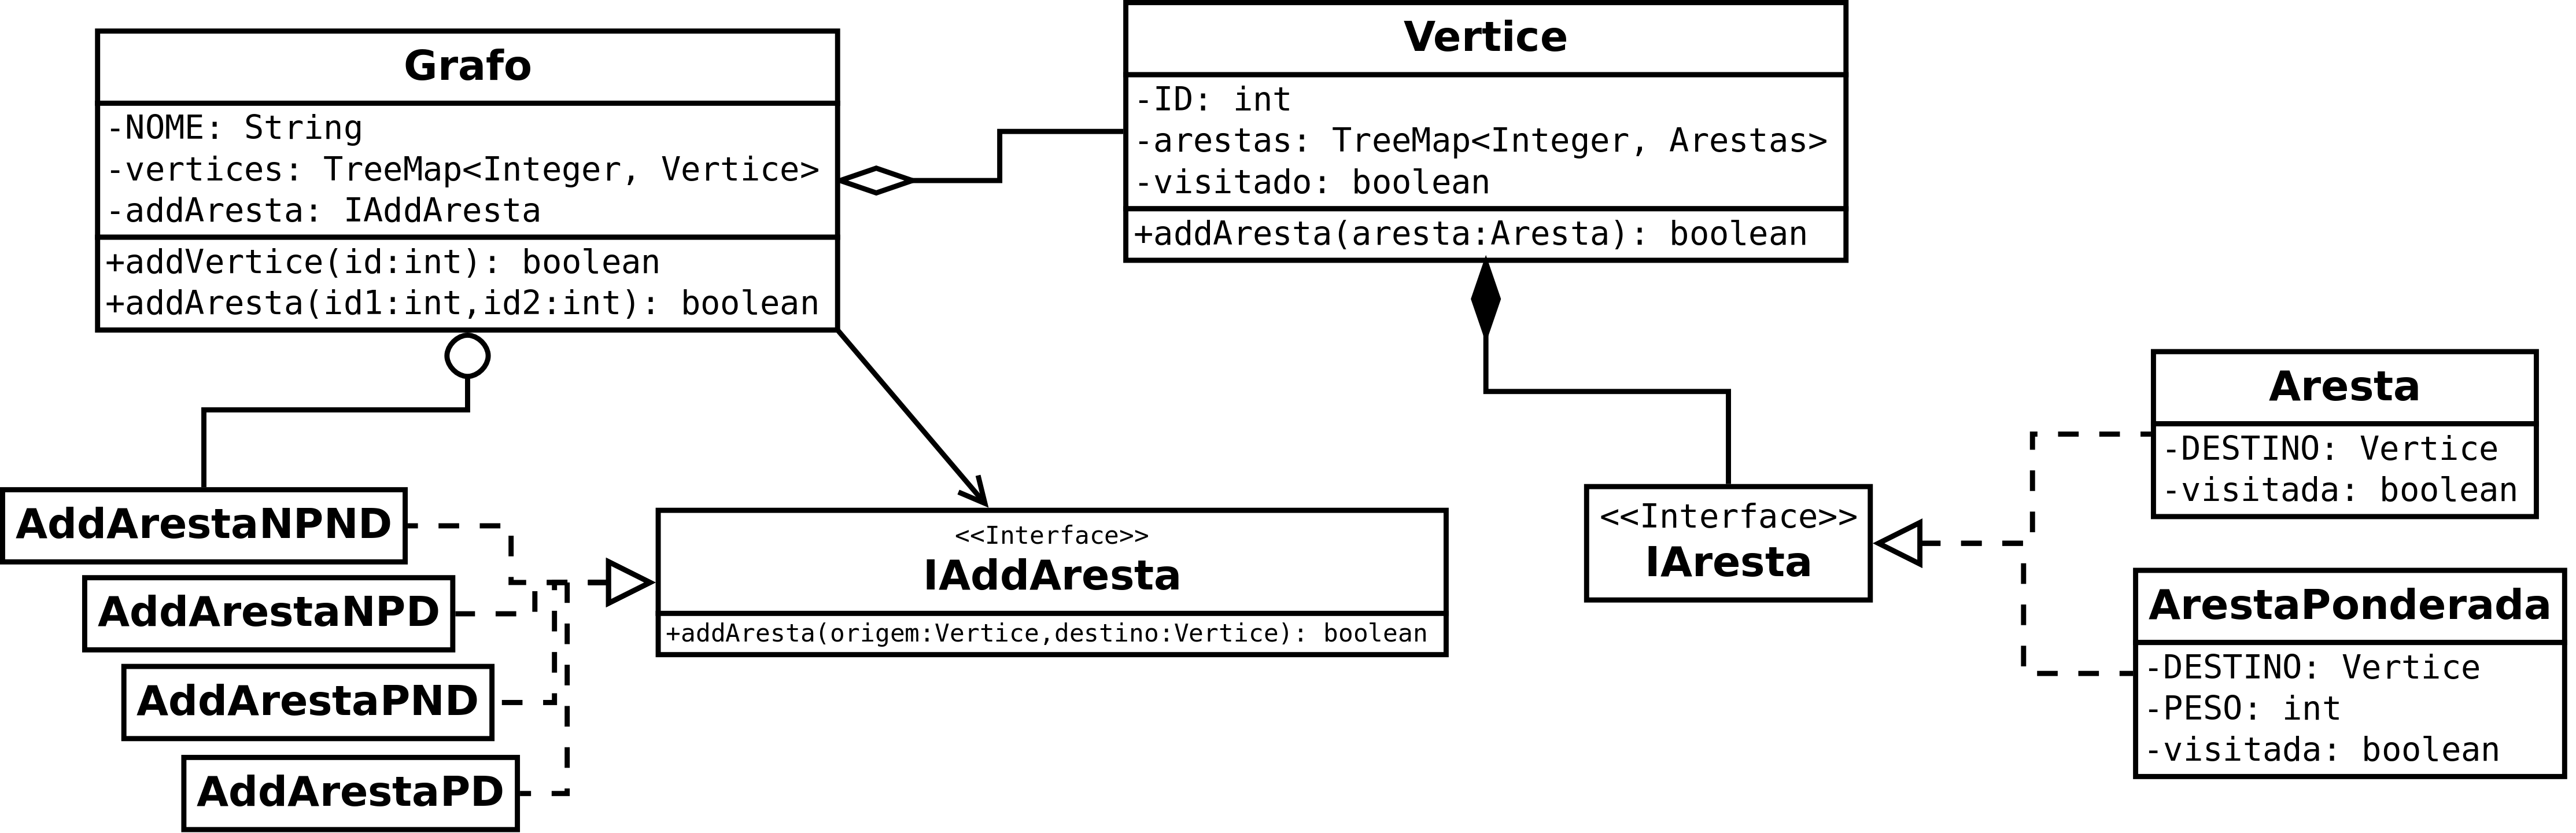 Grafo
-NOME: String
-vertices: TreeMap<Integer, Vertice>
-addAresta: IAddAresta
+addVertice(id:int): boolean
+addAresta(id1:int,id2:int): boolean
Vertice
-ID: int
-arestas: TreeMap<Integer, Arestas>
-visitado: boolean
+addAresta(aresta:Aresta): boolean
AddArestaNPND
AddArestaNPD
AddArestaPND
AddArestaPD
<<Interface>>
IAddAresta
+addAresta(origem:Vertice,destino:Vertice): boolean
<<Interface>>
IAresta
Aresta
-DESTINO: Vertice
-visitada: boolean
ArestaPonderada
-DESTINO: Vertice
-PESO: int
-visitada: boolean